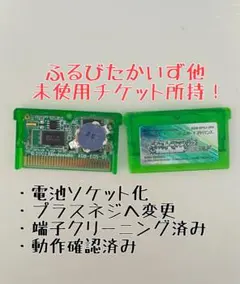 ふるびたかいず他
未使用チケット所持！
・電池ソケット化
・プラスネジへ変更
・端子クリーニング済み
・動作確認済み